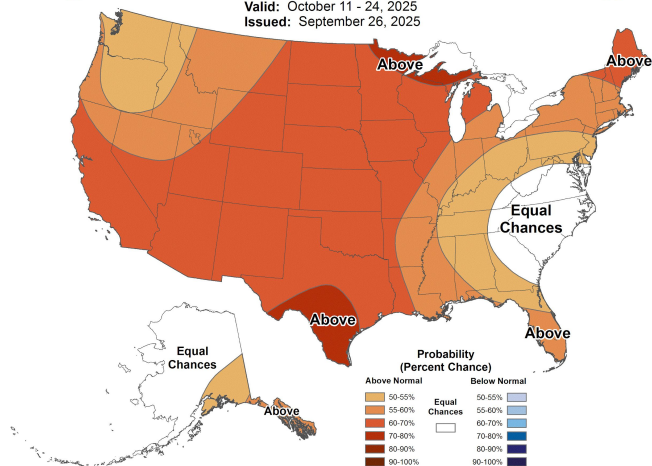 Valid: October 11 - 24, 2025
Issued: September 26, 2025
Above
Above
Equal
Chances
Above
Above
Equal
Chances
Above
Probability
(Percent Chance)
Above Normal
Below Normal
50-55%
55-60%
60-70%
70-80%
80-90%
90-100%
Equal
Chances
50-55%
55-60%
60-70%
70-80%
80-90%
90-100%